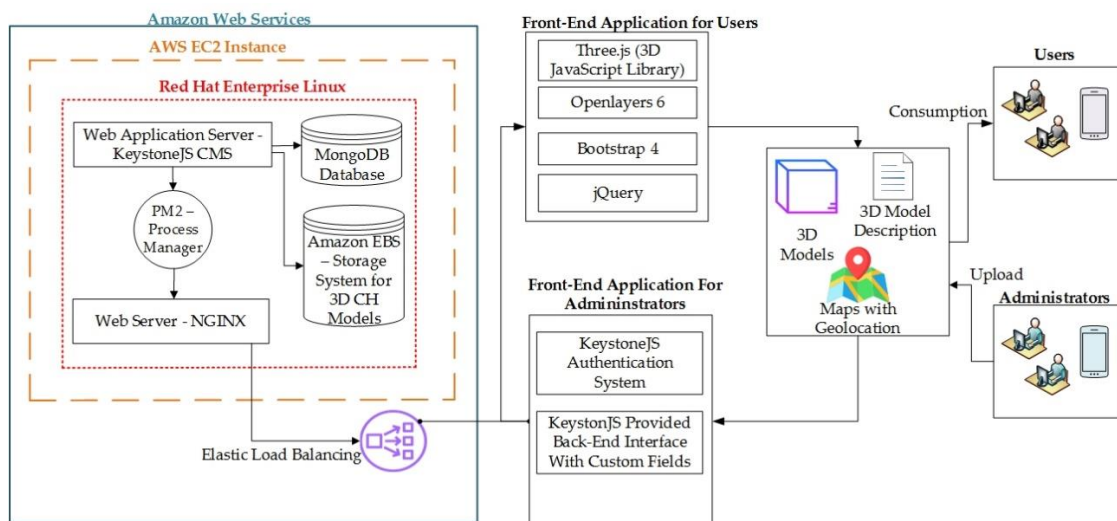 Amazon Web Services
AWS EC2 Instance
Red Hat Enterprise Linux
Web Application Server -
KeystoneJS CMS
MongoDB
Database
PM2 –
Process
Manager
Amazon EBS
– Storage
System for
3D CH
Models
Web Server - NGINX
Elastic Load Balancing
Front-End Application for Users
Three.js (3D
JavaScript Library)
Openlayers 6
Bootstrap 4
jQuery
Front-End Application For
Admininstrators
KeystoneJS
Authentication
System
KeystonJS Provided
Back-End Interface
With Custom Fields
3D
Models
3D Model
Description
Maps with
Geolocation
Consumption
Users
Upload
Administrators